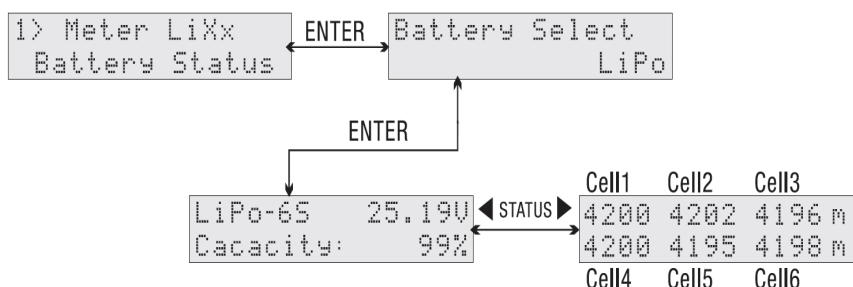 1> Meter LiXx
Battery Status
ENTER
Battery Select
LiPo
ENTER
LiPo-6S 25.19V
Cacacity: 99%
◀ STATUS ▶
Cell1 Cell2 Cell3
4200 4202 4196 m
4200 4195 4198 m
Cell4 Cell5 Cell6